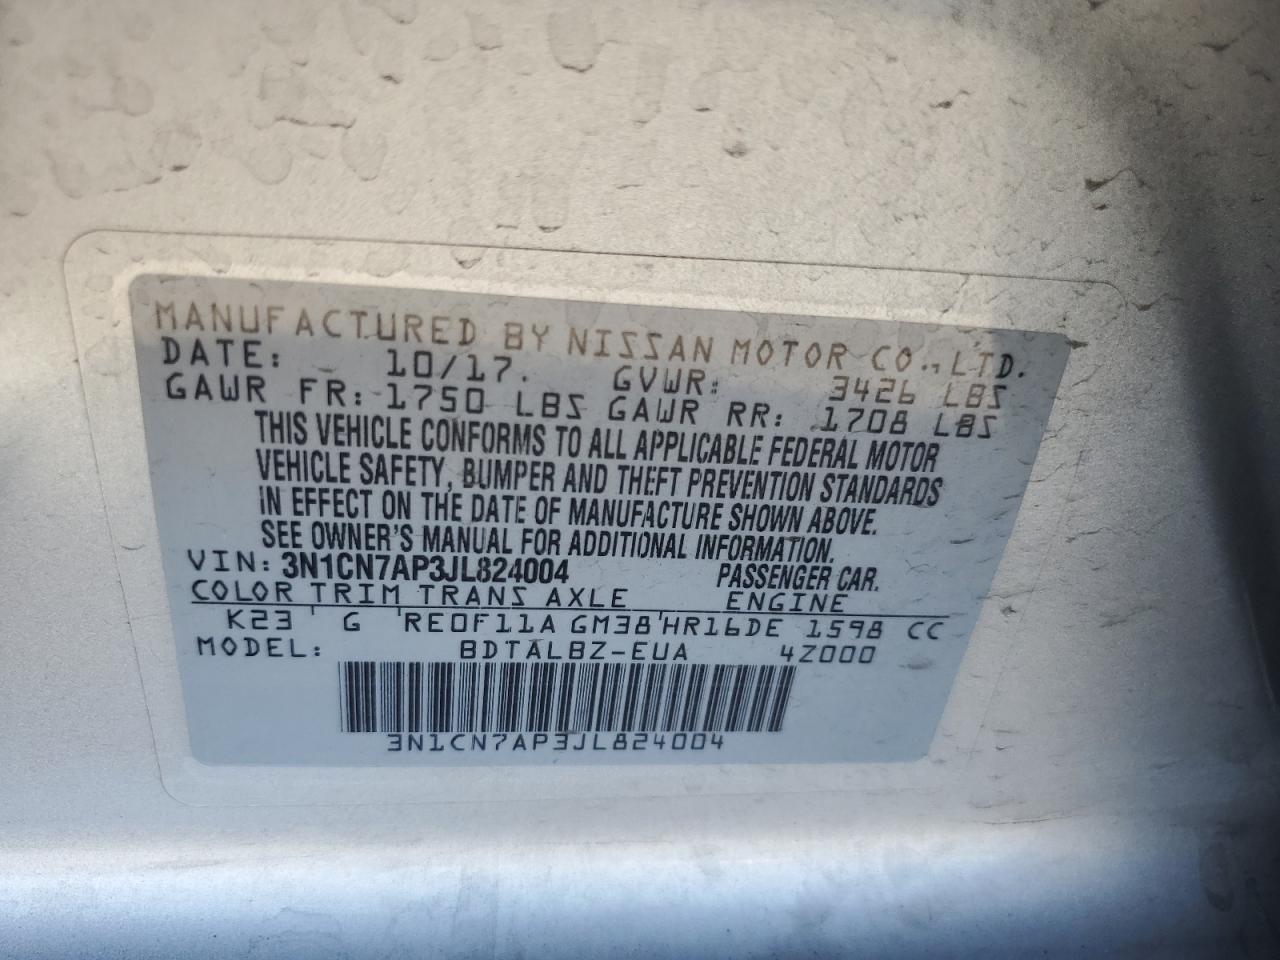 MANUFACTURED BY NISSAN MOTOR CO.,LTD.
DATE: 10/17. GVWR: 3426 LBS
GAWR FR: 1750 LBS GAWR RR: 1708 LBS
THIS VEHICLE CONFORMS TO ALL APPLICABLE FEDERAL MOTOR
VEHICLE SAFETY, BUMPER AND THEFT PREVENTION STANDARDS
IN EFFECT ON THE DATE OF MANUFACTURE SHOWN ABOVE.
SEE OWNER'S MANUAL FOR ADDITIONAL INFORMATION.
VIN: 3N1CN7AP3JL824004 PASSENGER CAR.
COLOR TRIM TRANS AXLE ENGINE
K23 G RE0F11A GM38 HR16DE 1598 CC
MODEL: BDTALBZ-EUA 4Z000
3N1CN7AP3JL824004